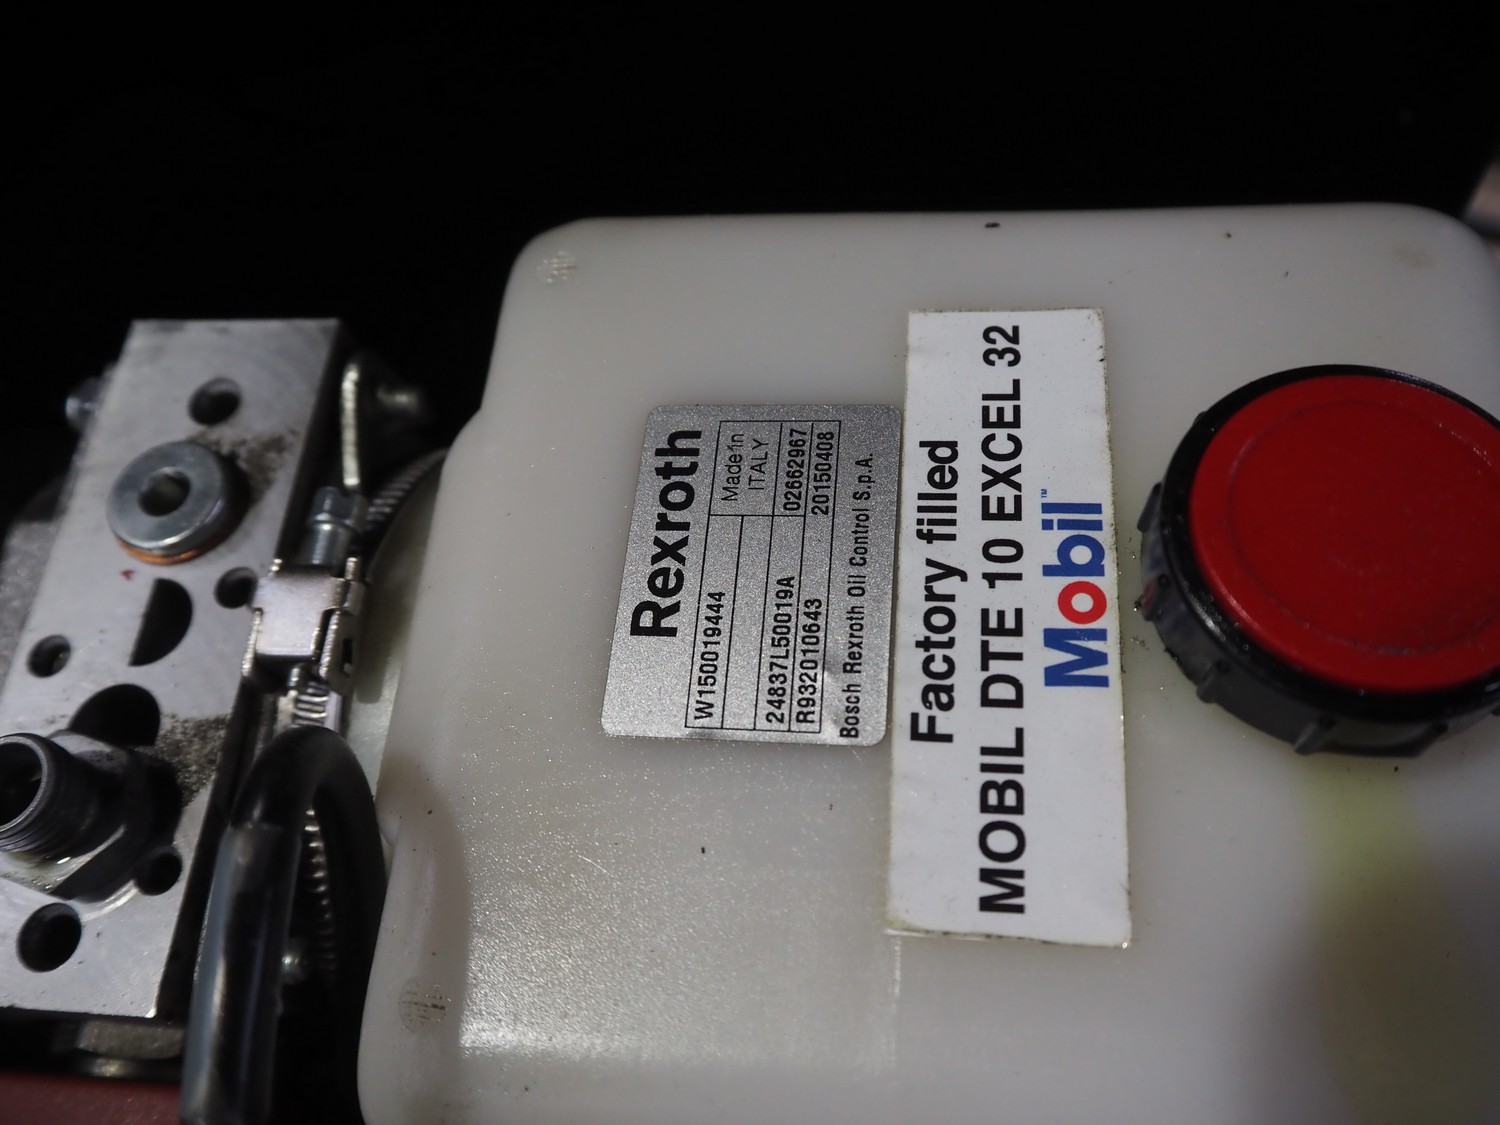 Rexroth
W150019444
Made in
ITALY
24837L50019A
02662967
R932010643
20150408
Bosch Rexroth Oil Control S.p.A.
Factory filled
MOBIL DTE 10 EXCEL 32
Mobil™